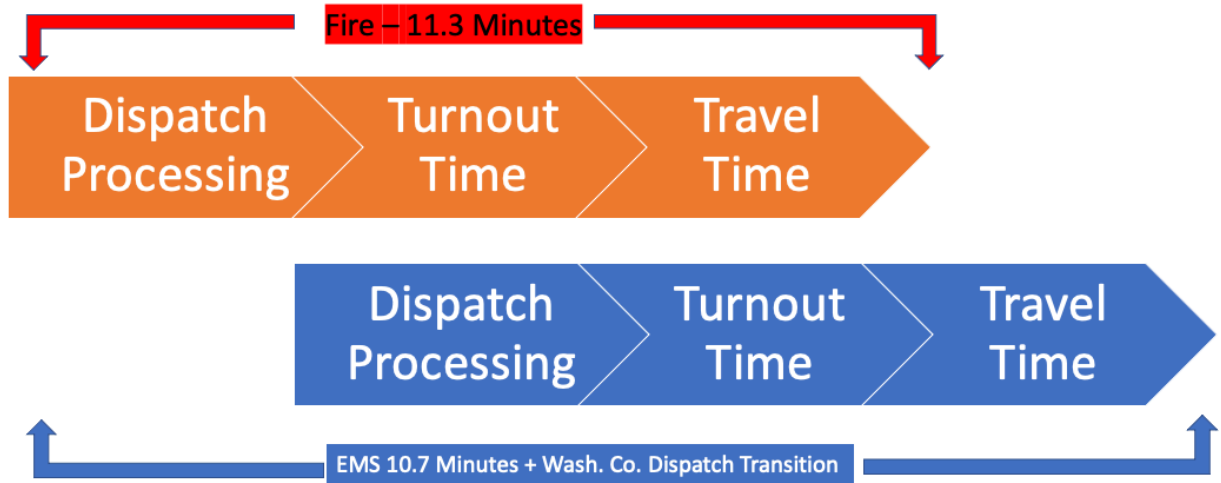 Fire – 11.3 Minutes
Dispatch Processing
Turnout Time
Travel Time
Dispatch Processing
Turnout Time
Travel Time
EMS 10.7 Minutes + Wash. Co. Dispatch Transition